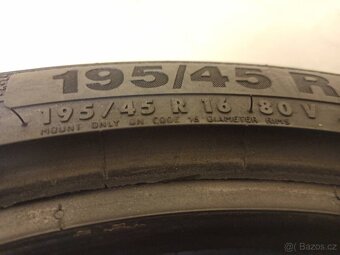 195/45 R
195/45 R 16 /80 V
MOUNT ONLY ON CODE 16 DIAMETER RIMS
Bazos.cz